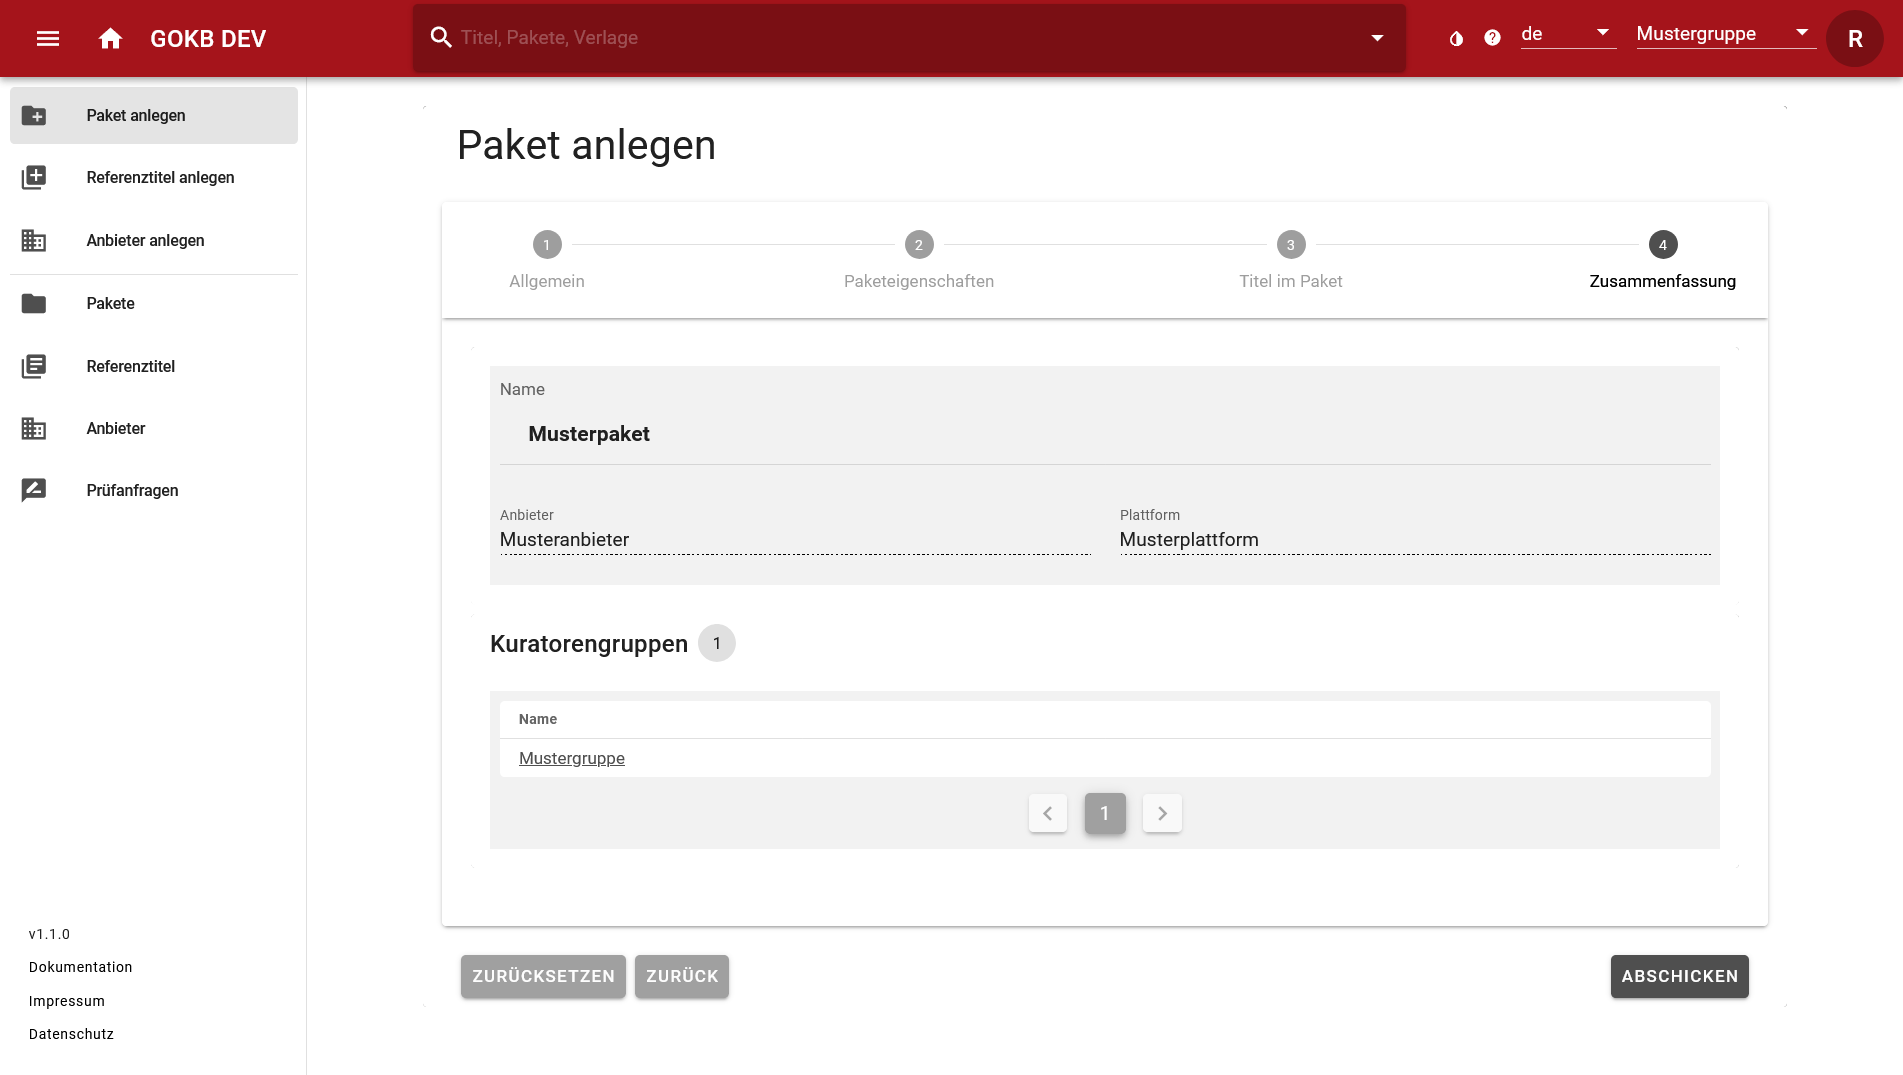 GOKB DEV
Titel, Pakete, Verlage
de
Mustergruppe
R
Paket anlegen
Referenztitel anlegen
Anbieter anlegen
Pakete
Referenztitel
Anbieter
Prüfanfragen
v1.1.0
Dokumentation
Impressum
Datenschutz
Paket anlegen
1
Allgemein
2
Paketeigenschaften
3
Titel im Paket
4
Zusammenfassung
Name
Musterpaket
Anbieter
Musteranbieter
Plattform
Musterplattform
Kuratorengruppen 1
Name
Mustergruppe
1
ZURÜCKSETZEN
ZURÜCK
ABSCHICKEN